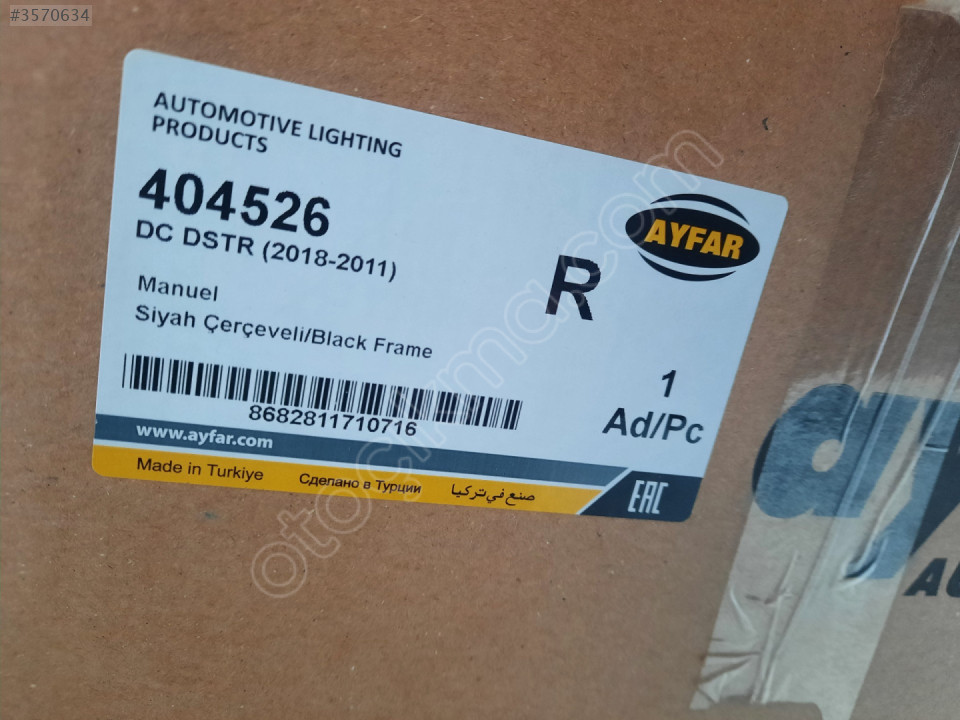 #3570634
AUTOMOTIVE LIGHTING
PRODUCTS
404526
DC DSTR (2018-2011)
Manuel
Siyah Çerçeveli/Black Frame
R
AYFAR
8682811710716
1
Ad/Pc
www.ayfar.com
Made in Turkiye
Сделано в Турции
صنع في تركيا
EAC
otocikma.com